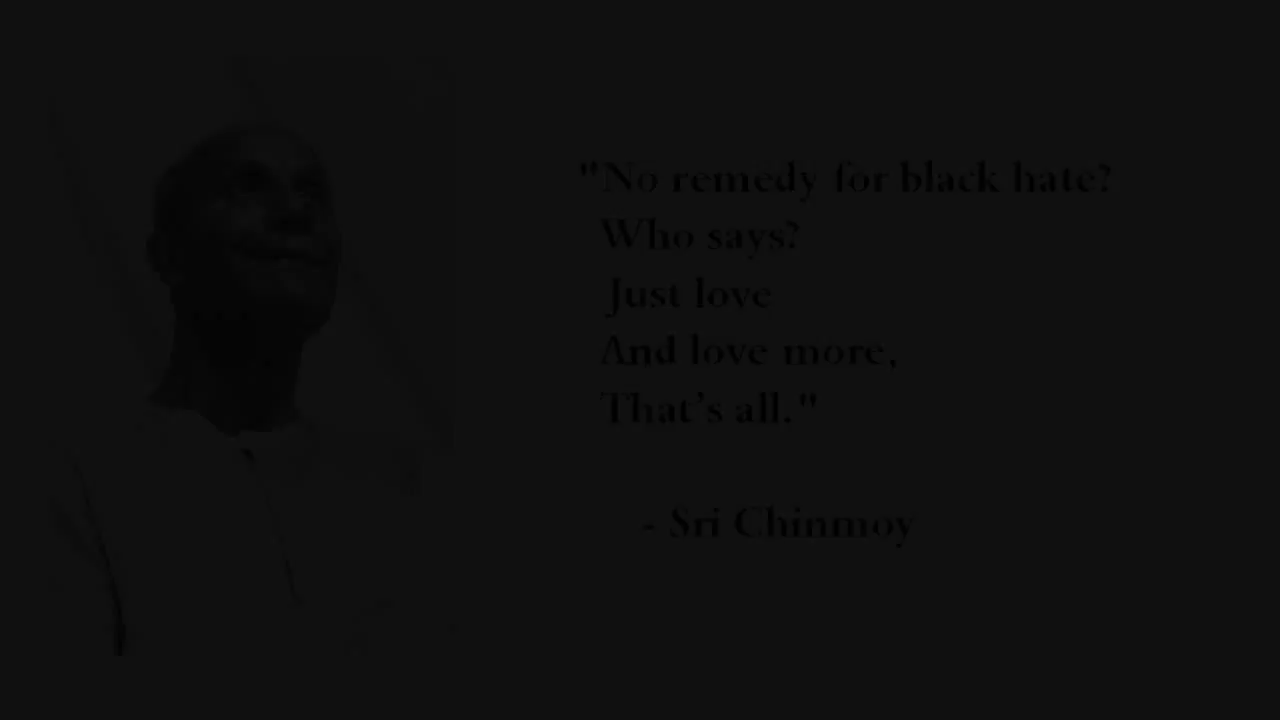 "No remedy for black hate?
Who says?
Just love
And love more,
That's all."
- Sri Chinmoy